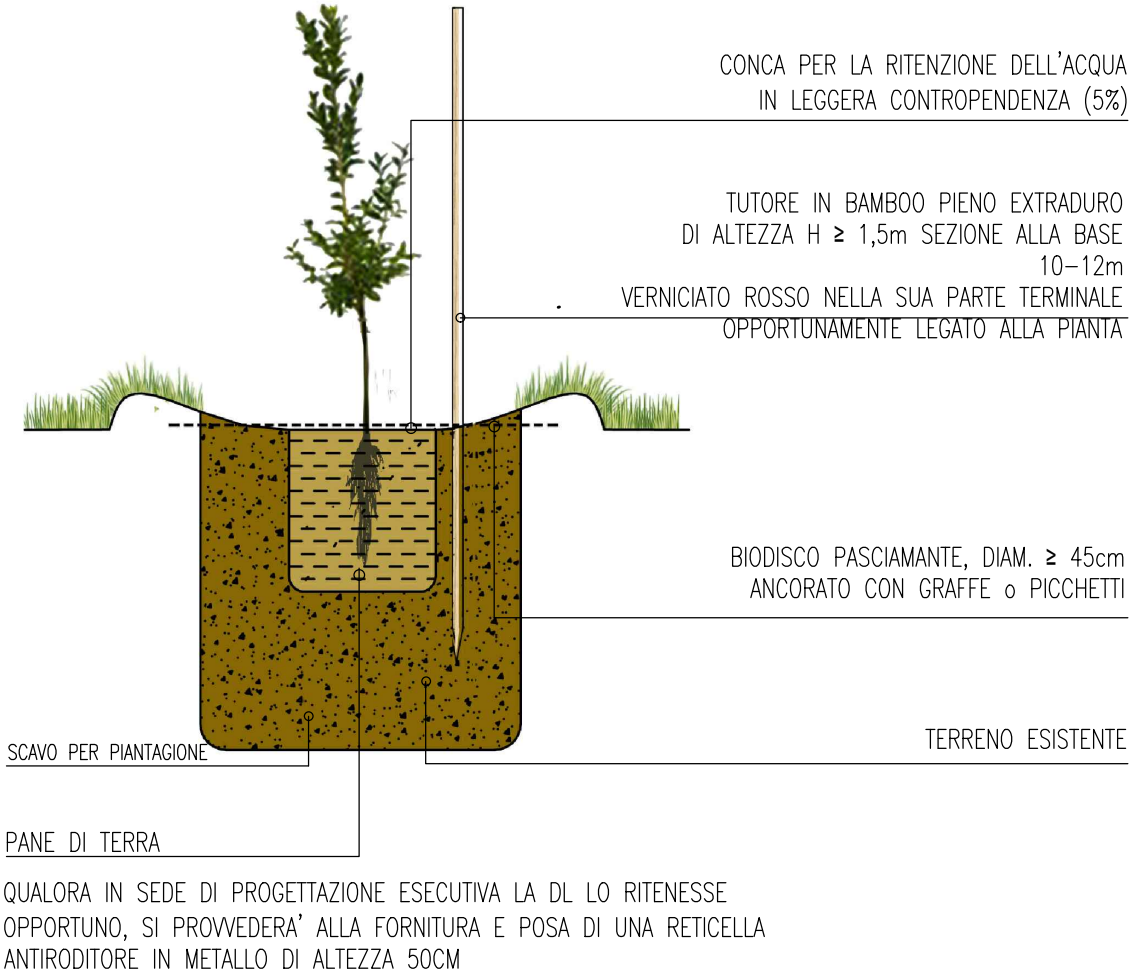 CONCA PER LA RITENZIONE DELL'ACQUA
IN LEGGERA CONTROPENDENZA (5%)
TUTORE IN BAMBOO PIENO EXTRADURO
DI ALTEZZA H ≥ 1,5m SEZIONE ALLA BASE
10-12m
VERNICIATO ROSSO NELLA SUA PARTE TERMINALE
OPPORTUNAMENTE LEGATO ALLA PIANTA
BIODISCO PASCIAMANTE, DIAM. ≥ 45cm
ANCORATO CON GRAFFE o PICCHETTI
TERRENO ESISTENTE
SCAVO PER PIANTAGIONE
PANE DI TERRA
QUALORA IN SEDE DI PROGETTAZIONE ESECUTIVA LA DL LO RITENESSE
OPPORTUNO, SI PROVVEDERA' ALLA FORNITURA E POSA DI UNA RETICELLA
ANTIRODITORE IN METALLO DI ALTEZZA 50CM